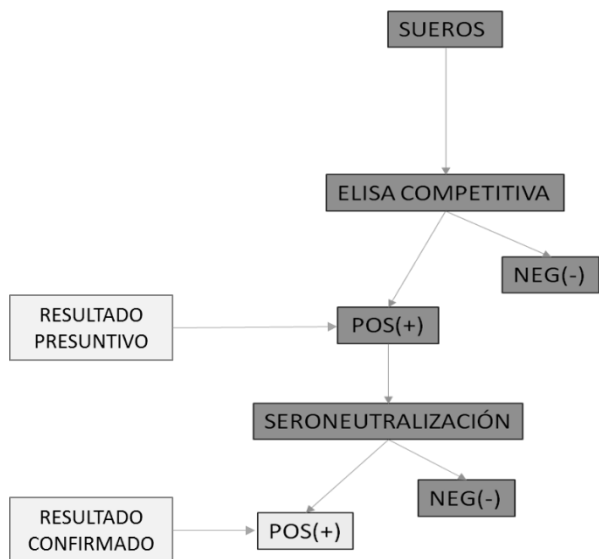 SUEROS
ELISA COMPETITIVA
NEG(-)
RESULTADO
PRESUNTIVO
POS(+)
SERONEUTRALIZACIÓN
NEG(-)
RESULTADO
CONFIRMADO
POS(+)